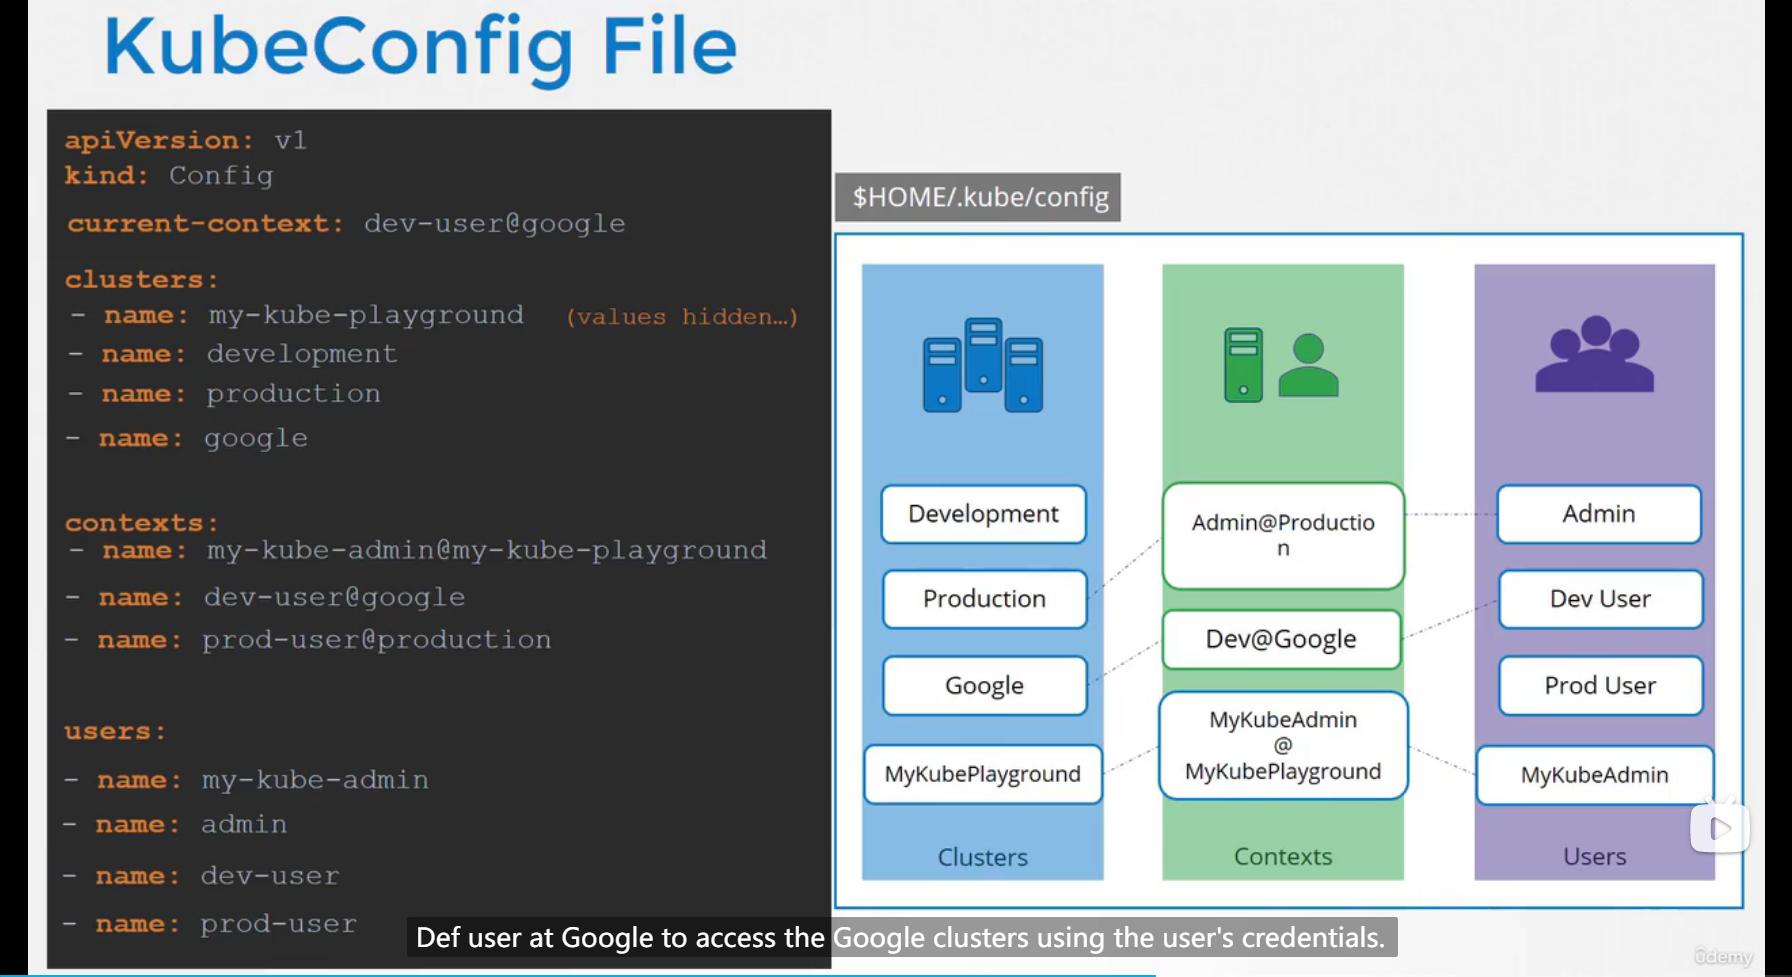 KubeConfig File
apiVersion: v1
kind: Config
current-context: dev-user@google
clusters:
- name: my-kube-playground (values hidden…)
- name: development
- name: production
- name: google
contexts:
- name: my-kube-admin@my-kube-playground
- name: dev-user@google
- name: prod-user@production
users:
- name: my-kube-admin
- name: admin
- name: dev-user
- name: prod-user
$HOME/.kube/config
Development
Production
Google
MyKubePlayground
Clusters
Admin@Productio
n
Dev@Google
MyKubeAdmin
@
MyKubePlayground
Contexts
Admin
Dev User
Prod User
MyKubeAdmin
Users
Def user at Google to access the Google clusters using the user's credentials.
ûdemy